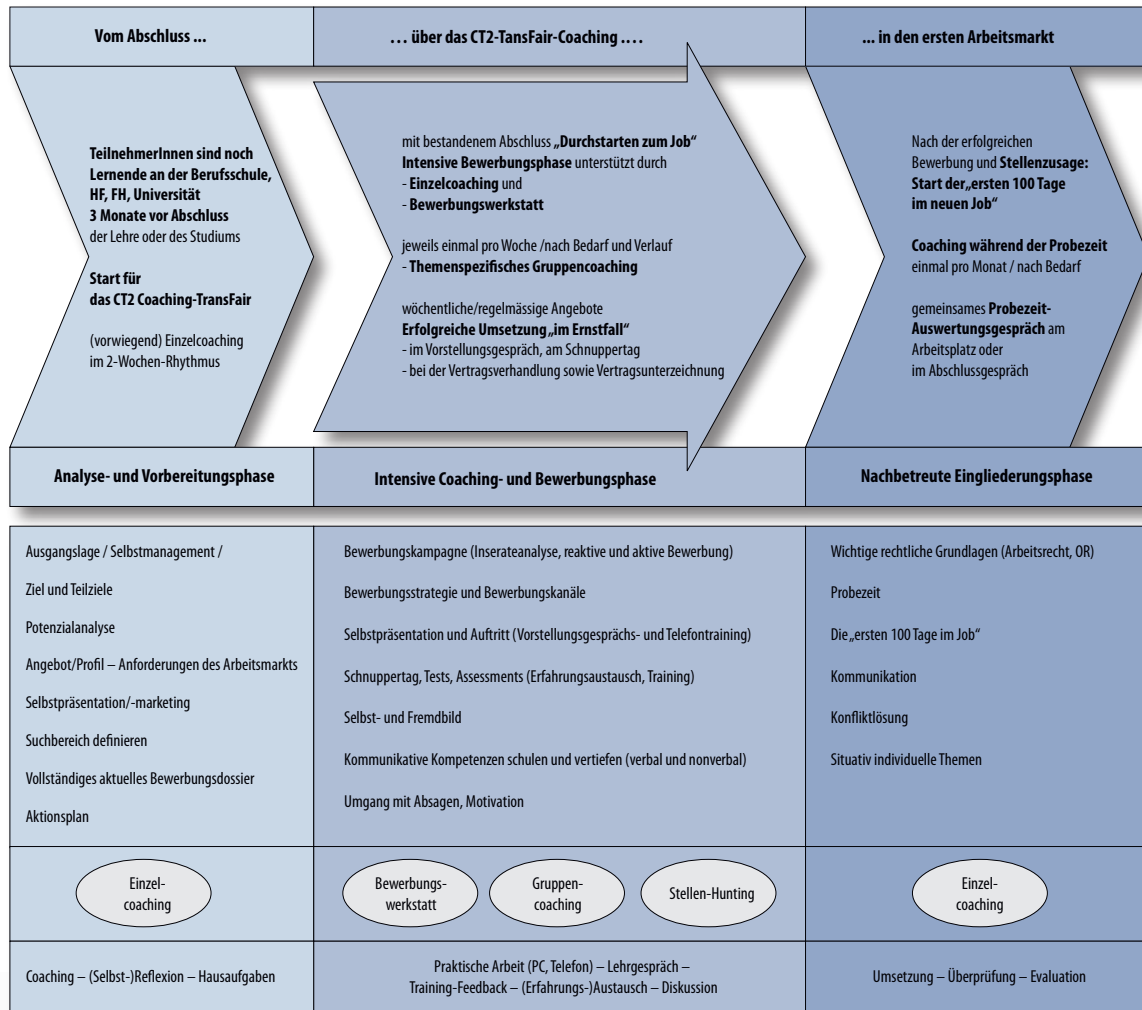 Vom Abschluss ...
... über das CT2-TansFair-Coaching ....
... in den ersten Arbeitsmarkt
TeilnehmerInnen sind noch
Lernende an der Berufsschule,
HF, FH, Universität
3 Monate vor Abschluss
der Lehre oder des Studiums
Start für
das CT2 Coaching-TransFair
(vorwiegend) Einzelcoaching
im 2-Wochen-Rhythmus
mit bestandenem Abschluss „Durchstarten zum Job“
Intensive Bewerbungsphase unterstützt durch
- Einzelcoaching und
- Bewerbungswerkstatt
jeweils einmal pro Woche /nach Bedarf und Verlauf
- Themenspezifisches Gruppencoaching
wöchentliche/regelmässige Angebote
Erfolgreiche Umsetzung „im Ernstfall“
- im Vorstellungsgespräch, am Schnuppertag
- bei der Vertragsverhandlung sowie Vertragsunterzeichnung
Nach der erfolgreichen
Bewerbung und Stellenzusage:
Start der „ersten 100 Tage
im neuen Job“
Coaching während der Probezeit
einmal pro Monat / nach Bedarf
gemeinsames Probezeit-
Auswertungsgespräch am
Arbeitsplatz oder
im Abschlussgespräch
Analyse- und Vorbereitungsphase
Intensive Coaching- und Bewerbungsphase
Nachbetreute Eingliederungsphase
Ausgangslage / Selbstmanagement /
Ziel und Teilziele
Potenzialanalyse
Angebot/Profil – Anforderungen des Arbeitsmarkts
Selbstpräsentation/-marketing
Suchbereich definieren
Vollständiges aktuelles Bewerbungsdossier
Aktionsplan
Bewerbungskampagne (Inserateanalyse, reaktive und aktive Bewerbung)
Bewerbungsstrategie und Bewerbungskanäle
Selbstpräsentation und Auftritt (Vorstellungsgesprächs- und Telefontraining)
Schnuppertag, Tests, Assessments (Erfahrungsaustausch, Training)
Selbst- und Fremdbild
Kommunikative Kompetenzen schulen und vertiefen (verbal und nonverbal)
Umgang mit Absagen, Motivation
Wichtige rechtliche Grundlagen (Arbeitsrecht, OR)
Probezeit
Die „ersten 100 Tage im Job“
Kommunikation
Konfliktlösung
Situativ individuelle Themen
Einzel-
coaching
Bewerbungs-
werkstatt
Gruppen-
coaching
Stellen-Hunting
Einzel-
coaching
Coaching – (Selbst-)Reflexion – Hausaufgaben
Praktische Arbeit (PC, Telefon) – Lehrgespräch –
Training-Feedback – (Erfahrungs-)Austausch – Diskussion
Umsetzung – Überprüfung – Evaluation